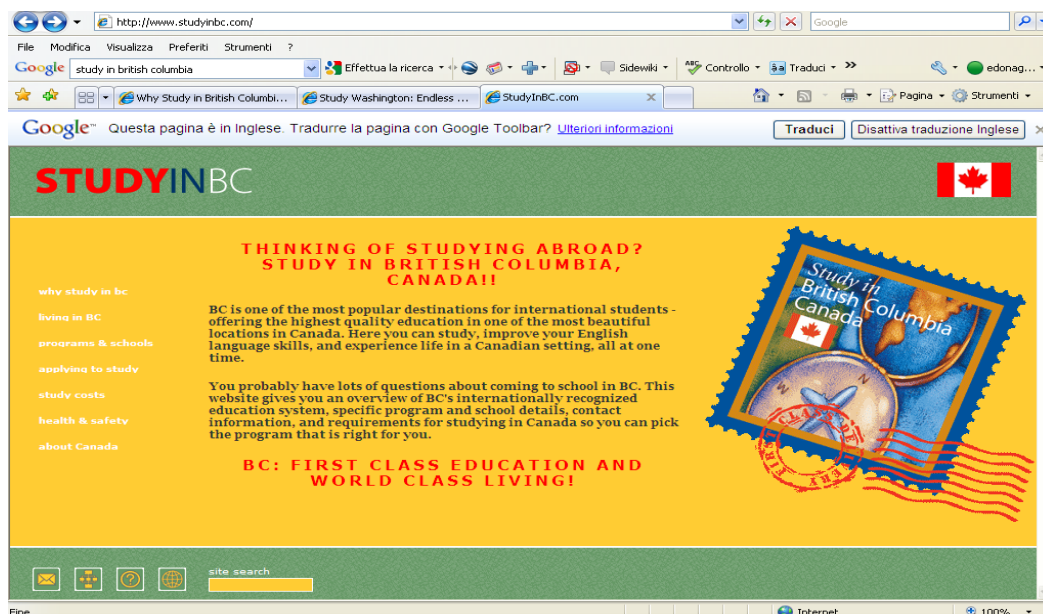 http://www.studyinbc.com/
Google
File Modifica Visualizza Preferiti Strumenti ?
Google study in british columbia Effettua la ricerca Sidewiki ABC Controllo Traduci edonag...
Why Study in British Columbi... Study Washington: Endless ... StudyInBC.com Pagina Strumenti
Google™ Questa pagina è in Inglese. Tradurre la pagina con Google Toolbar? Ulteriori informazioni Traduci Disattiva traduzione Inglese
STUDYINBC
THINKING OF STUDYING ABROAD?
STUDY IN BRITISH COLUMBIA,
CANADA!!
why study in bc
living in BC
programs & schools
applying to study
study costs
health & safety
about Canada
BC is one of the most popular destinations for international students -
offering the highest quality education in one of the most beautiful
locations in Canada. Here you can study, improve your English
language skills, and experience life in a Canadian setting, all at one
time.
You probably have lots of questions about coming to school in BC. This
website gives you an overview of BC's internationally recognized
education system, specific program and school details, contact
information, and requirements for studying in Canada so you can pick
the program that is right for you.
BC: FIRST CLASS EDUCATION AND
WORLD CLASS LIVING!
Study in
British Columbia
Canada
N
W
FIRST CLASS DELIVERY
site search
Fine Internet 100%